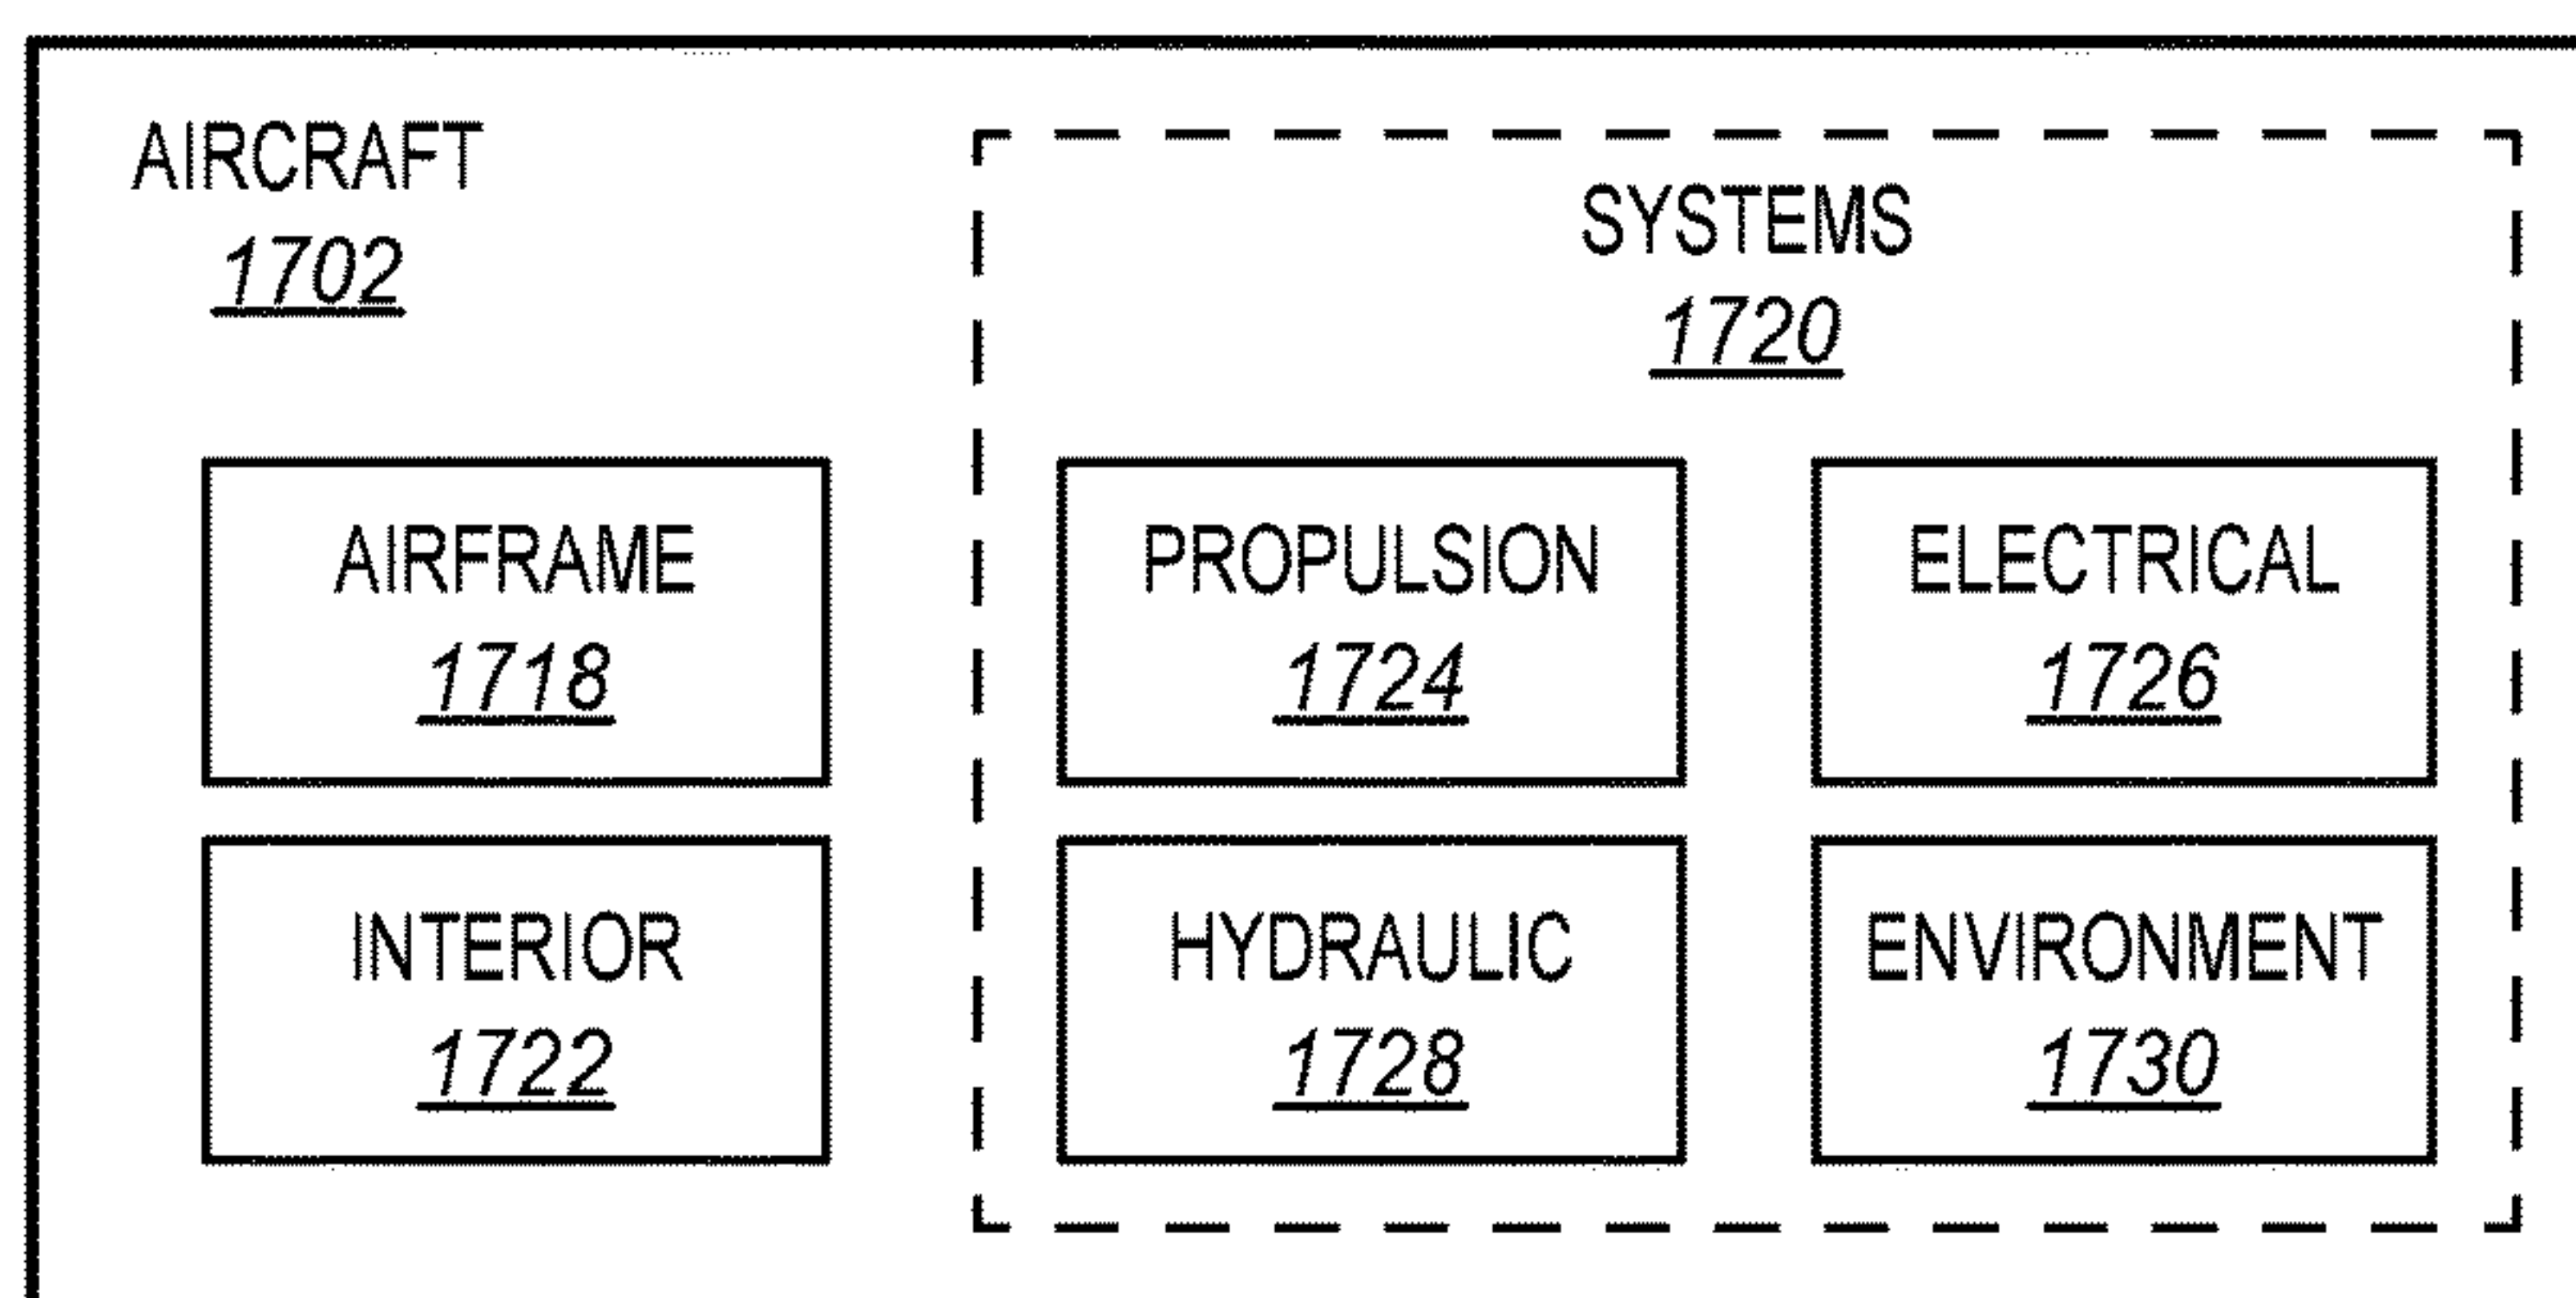 AIRCRAFT
1702
SYSTEMS
1720
AIRFRAME
1718
PROPULSION
1724
ELECTRICAL
1726
INTERIOR
1722
HYDRAULIC
1728
ENVIRONMENT
1730